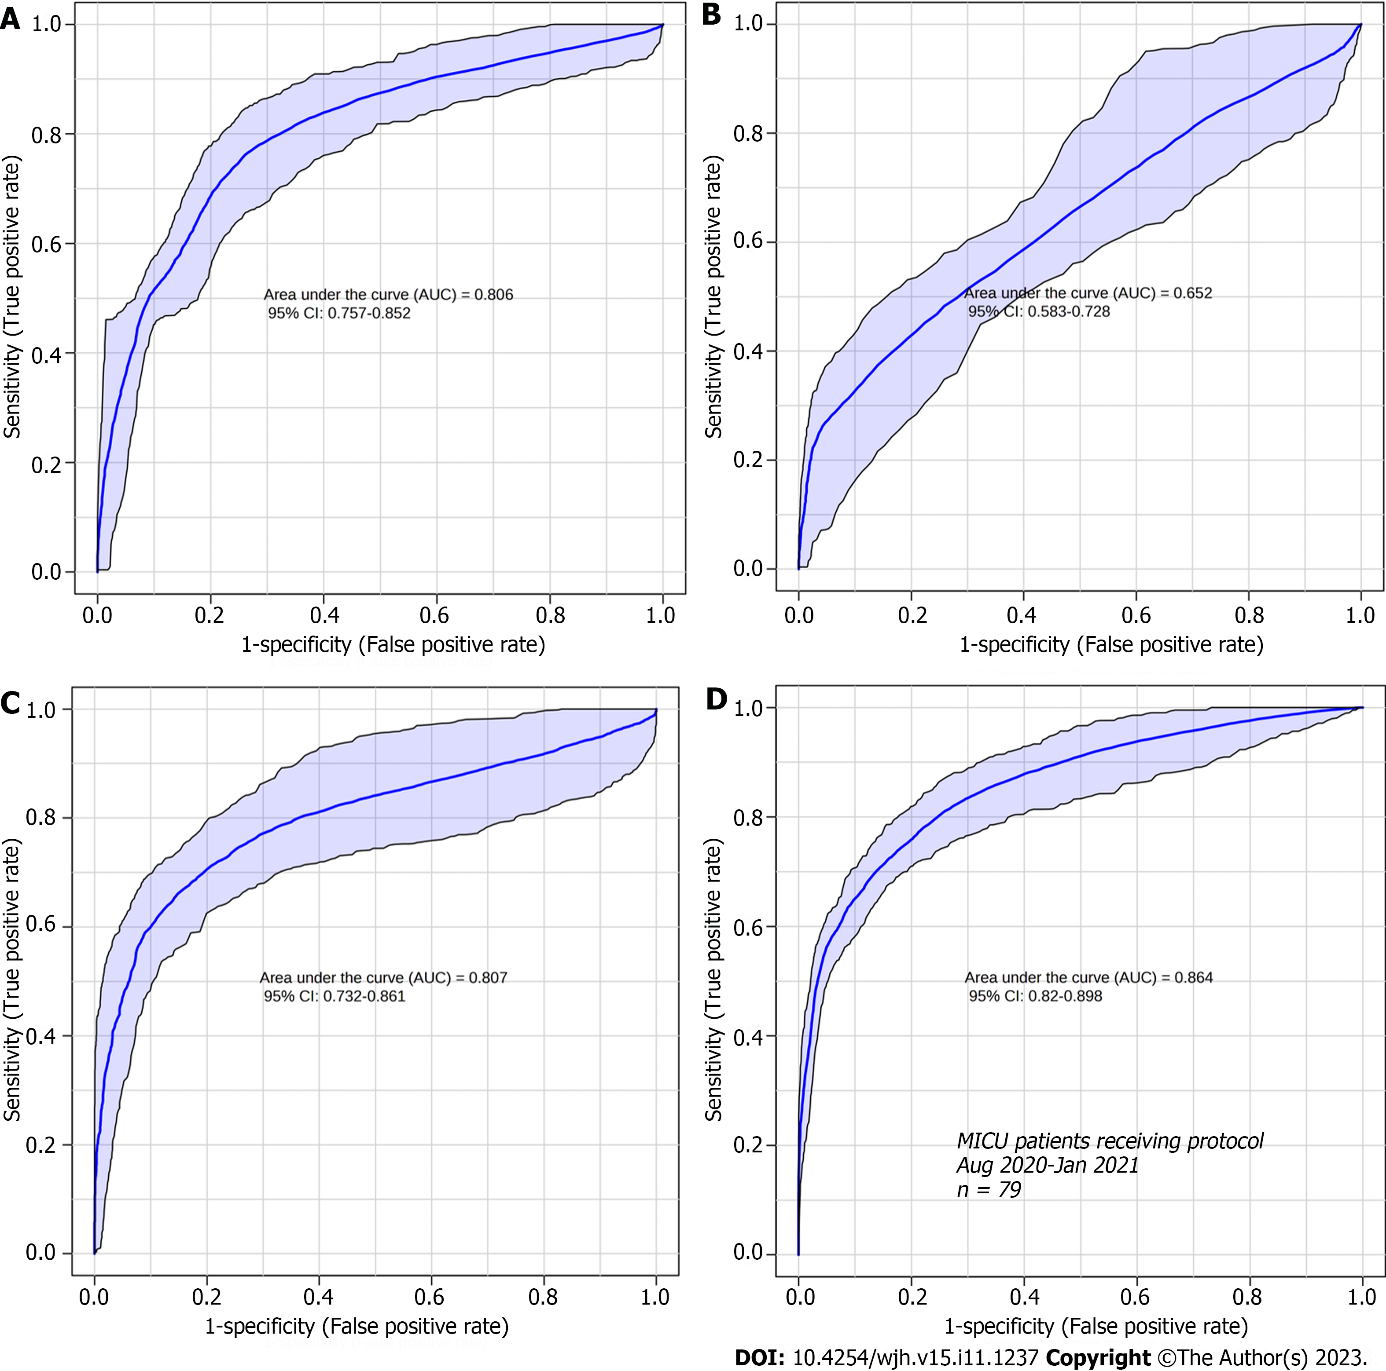 A
1.0
0.8
0.6
0.4
0.2
0.0
Sensitivity (True positive rate)
Area under the curve (AUC) = 0.806
95% CI: 0.757-0.852
0.0 0.2 0.4 0.6 0.8 1.0
1-specificity (False positive rate)
B
1.0
0.8
0.6
0.4
0.2
0.0
Sensitivity (True positive rate)
Area under the curve (AUC) = 0.652
95% CI: 0.583-0.728
0.0 0.2 0.4 0.6 0.8 1.0
1-specificity (False positive rate)
C
1.0
0.8
0.6
0.4
0.2
0.0
Sensitivity (True positive rate)
Area under the curve (AUC) = 0.807
95% CI: 0.732-0.861
0.0 0.2 0.4 0.6 0.8 1.0
1-specificity (False positive rate)
D
1.0
0.8
0.6
0.4
0.2
0.0
Sensitivity (True positive rate)
Area under the curve (AUC) = 0.864
95% CI: 0.82-0.898
MICU patients receiving protocol
Aug 2020-Jan 2021
n = 79
0.0 0.2 0.4 0.6 0.8 1.0
1-specificity (False positive rate)
DOI: 10.4254/wjh.v15.i11.1237 Copyright ©The Author(s) 2023.